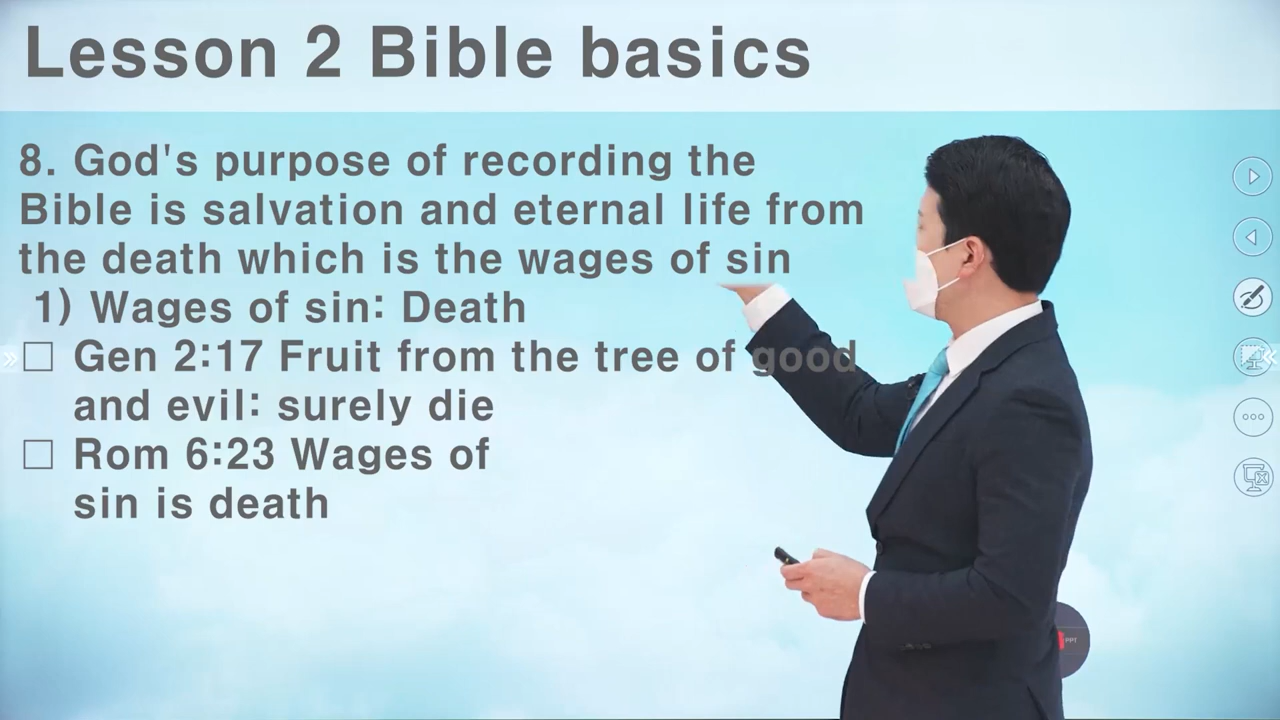 Lesson 2 Bible basics
8. God's purpose of recording the
Bible is salvation and eternal life from
the death which is the wages of sin
1) Wages of sin: Death
□ Gen 2:17 Fruit from the tree of good
and evil: surely die
□ Rom 6:23 Wages of
sin is death
PPT